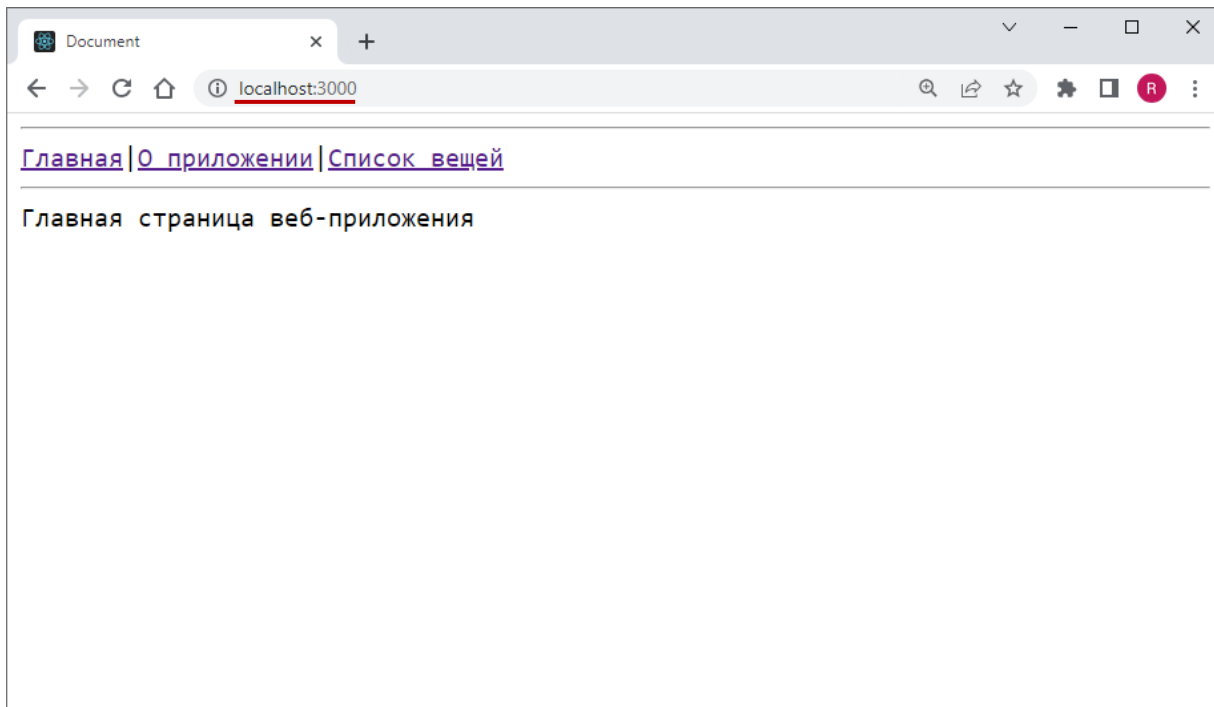 Document
localhost:3000
R
Главная|О приложении|Список вещей
Главная страница веб-приложения